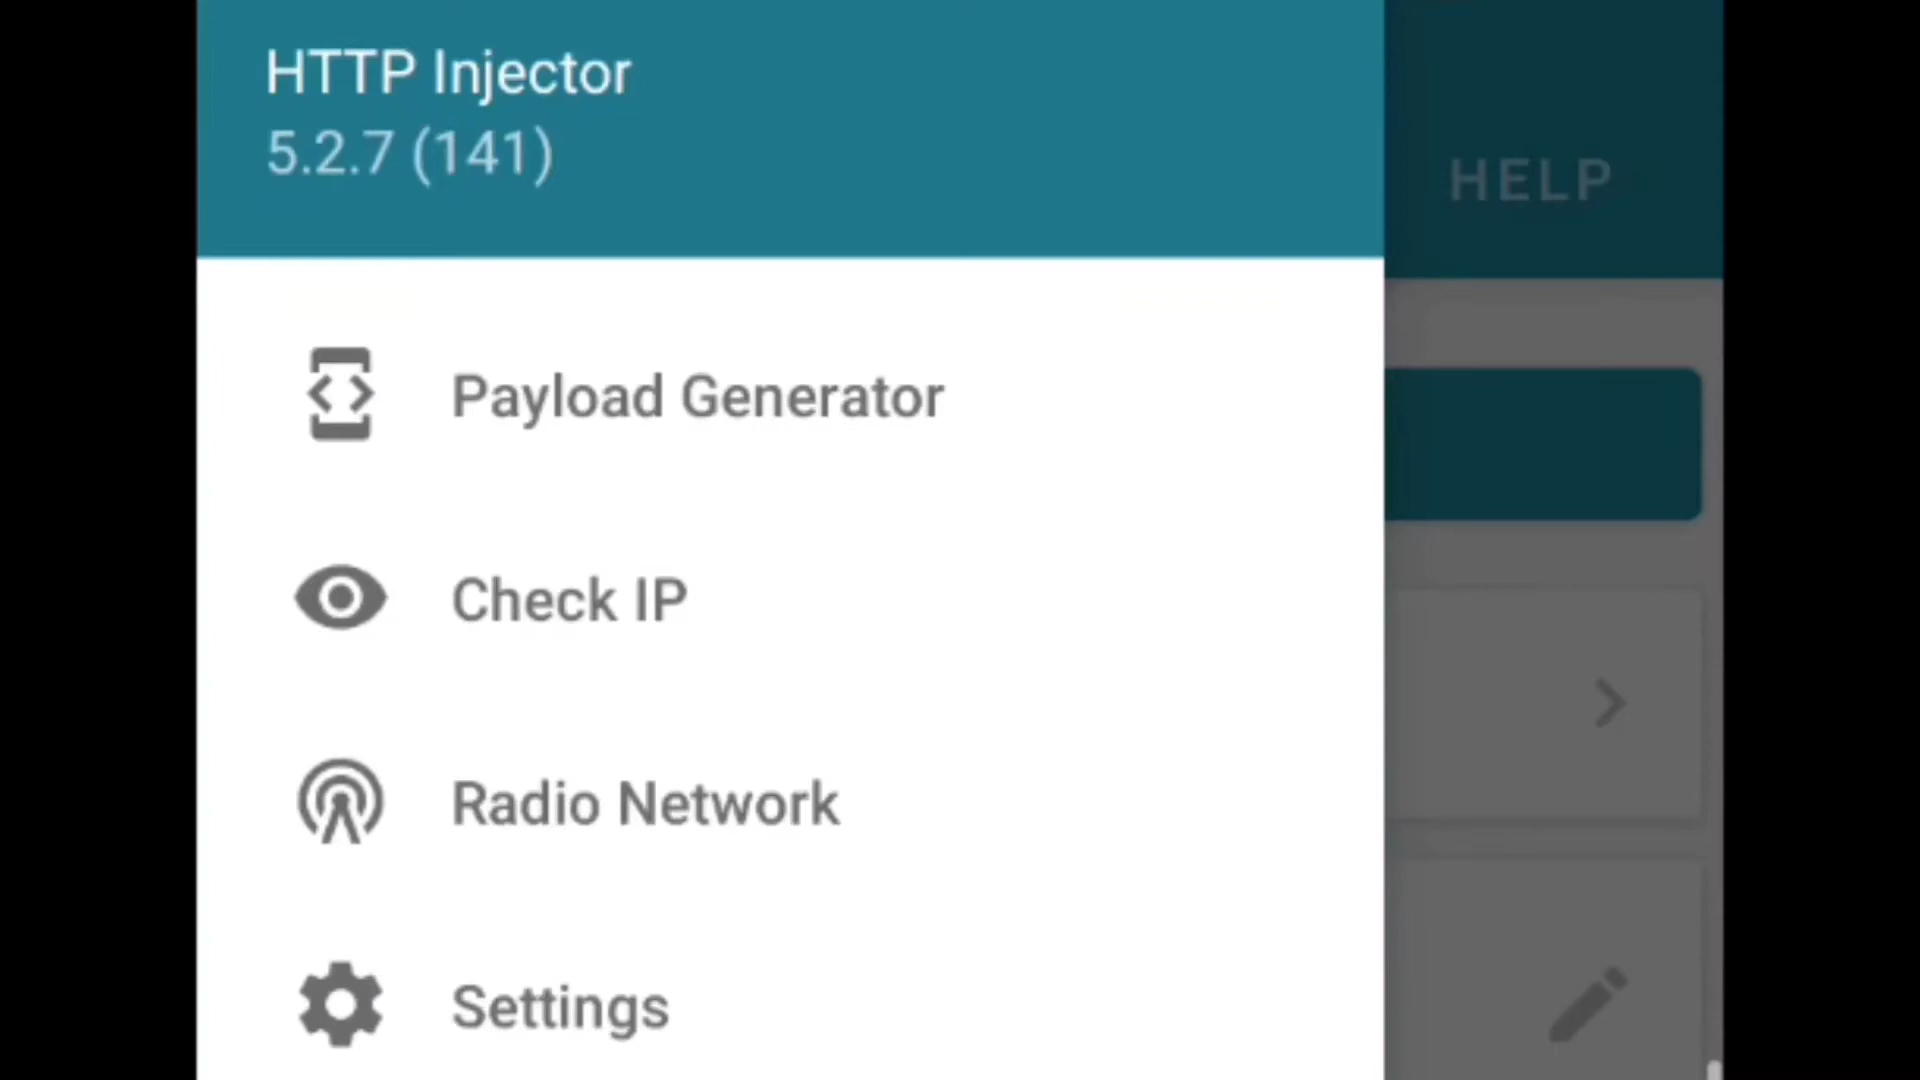 HTTP Injector
5.2.7 (141)
HELP
Payload Generator
Check IP
Radio Network
Settings